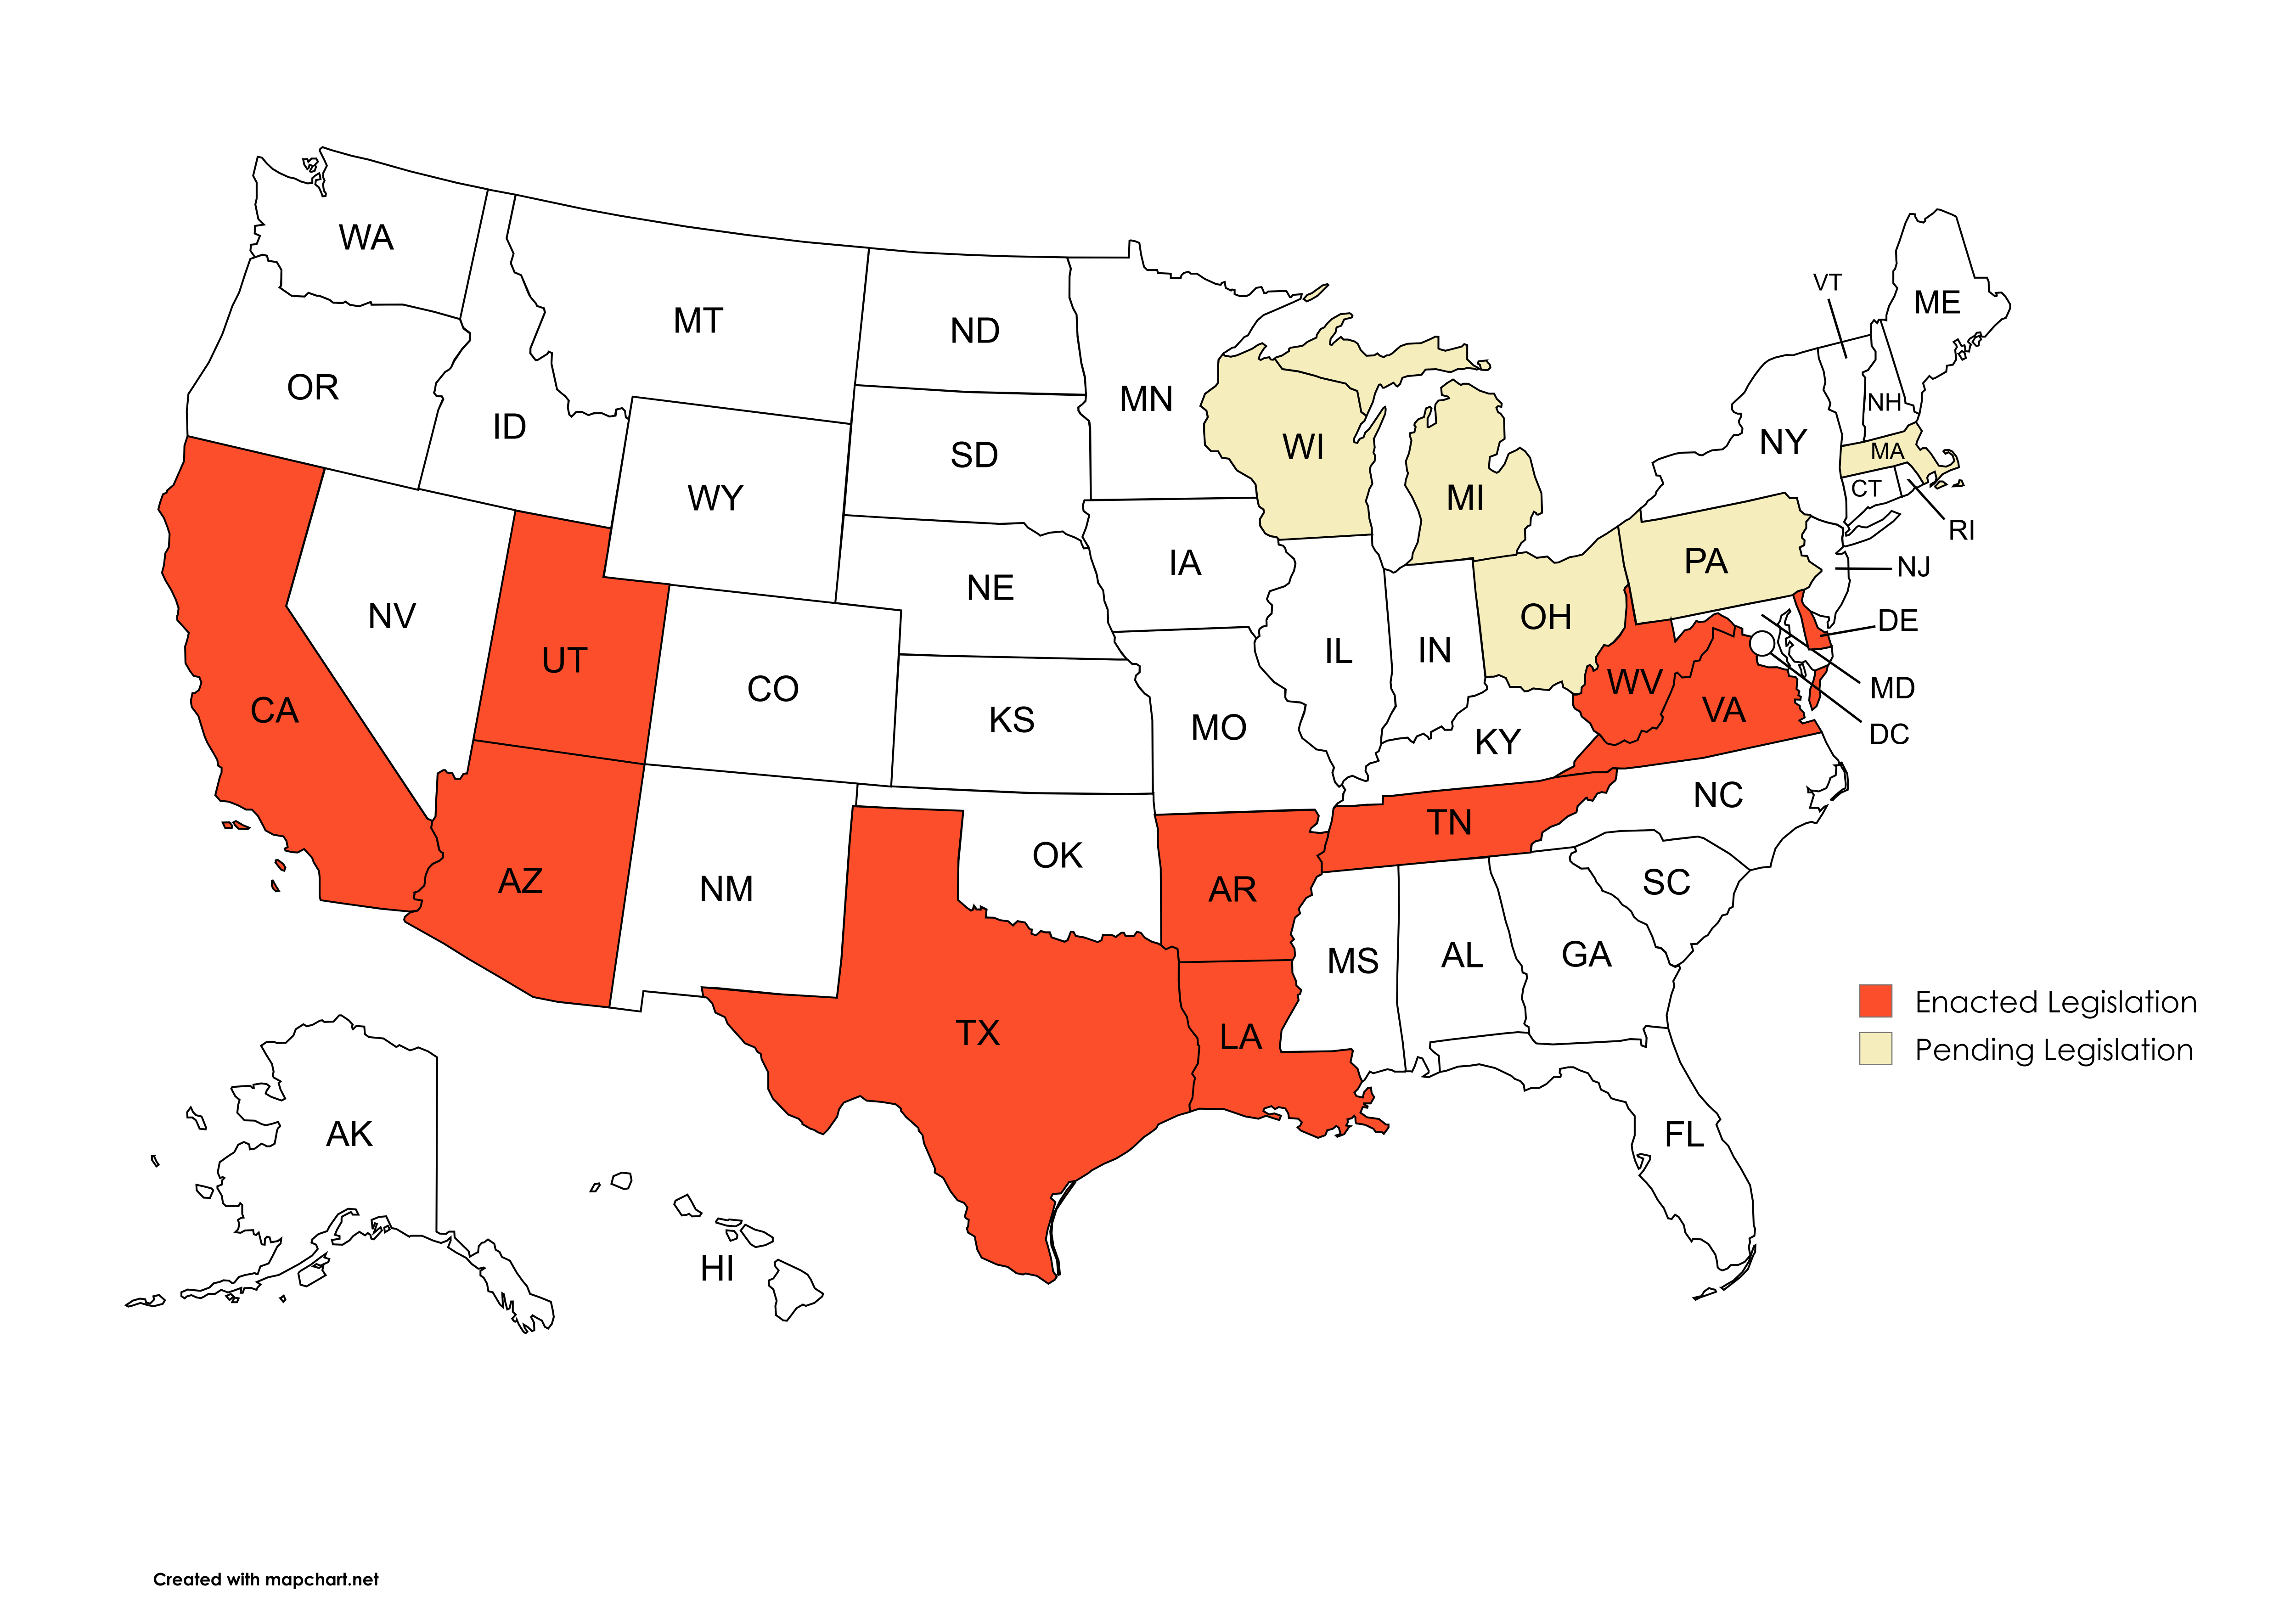 WA
VT
ME
MT
ND
OR
MN
NH
ID
NY
WI
MA
SD
CT
WY
MI
RI
PA
IA
NJ
NE
NV
OH
DE
UT
IL
IN
WV
MD
CO
CA
VA
KS
MO
DC
KY
NC
TN
OK
AZ
NM
AR
SC
MS
AL
GA
Enacted Legislation
TX
LA
Pending Legislation
AK
FL
HI
Created with mapchart.net